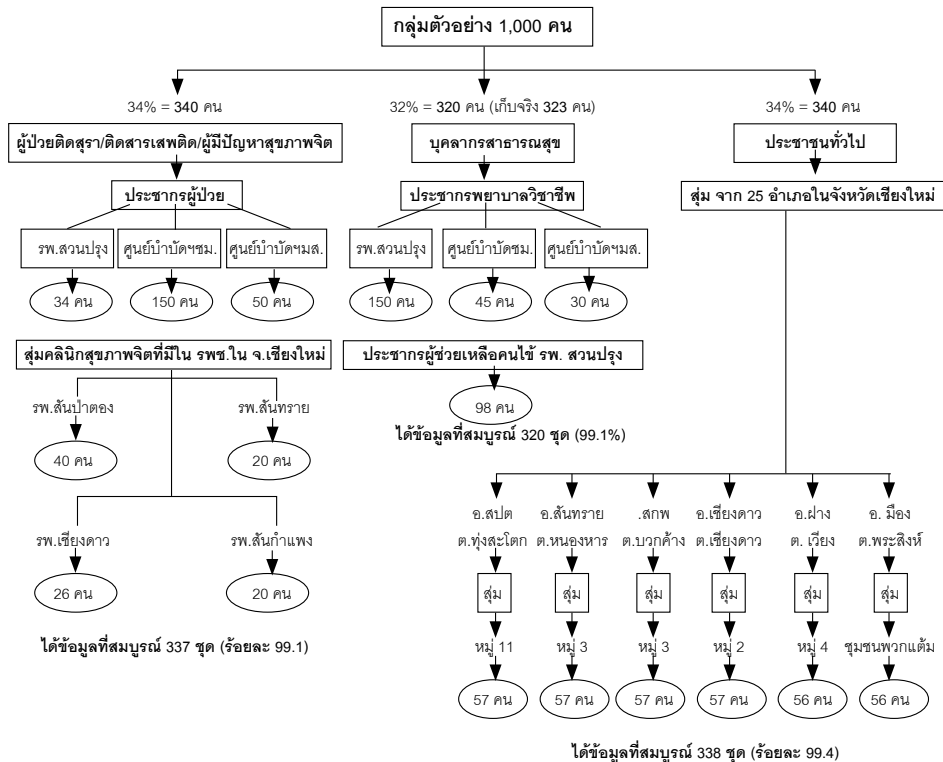 กลุ่มตัวอย่าง 1,000 คน
34% = 340 คน
32% = 320 คน (เก็บจริง 323 คน)
34% = 340 คน
ผู้ป่วยติดสุรา/ติดสารเสพติด/ผู้มีปัญหาสุขภาพจิต
บุคลากรสาธารณสุข
ประชาชนทั่วไป
ประชากรผู้ป่วย
ประชากรพยาบาลวิชาชีพ
สุ่ม จาก 25 อำเภอในจังหวัดเชียงใหม่
รพ.สวนปรุง
ศูนย์บำบัดฯชม.
ศูนย์บำบัดฯมส.
รพ.สวนปรุง
ศูนย์บำบัดชม.
ศูนย์บำบัดฯมส.
34 คน
150 คน
50 คน
150 คน
45 คน
30 คน
สุ่มคลินิกสุขภาพจิตที่มีใน รพช.ใน จ.เชียงใหม่
ประชากรผู้ช่วยเหลือคนไข้ รพ. สวนปรุง
รพ.สันป่าตอง
รพ.สันทราย
98 คน
ได้ข้อมูลที่สมบูรณ์ 320 ชุด (99.1%)
40 คน
20 คน
รพ.เชียงดาว
รพ.สันกำแพง
26 คน
20 คน
ได้ข้อมูลที่สมบูรณ์ 337 ชุด (ร้อยละ 99.1)
อ.สปต
อ.สันทราย
.สกพ
อ.เชียงดาว
อ.ฝาง
อ. มือง
ต.ทุ่งสะโตก
ต.หนองหาร
ต.บวกค้าง
ต.เชียงดาว
ต. เวียง
ต.พระสิงห์
สุ่ม
สุ่ม
สุ่ม
สุ่ม
สุ่ม
สุ่ม
หมู่ 11
หมู่ 3
หมู่ 3
หมู่ 2
หมู่ 4
ชุมชนพวกแต้ม
57 คน
57 คน
57 คน
57 คน
56 คน
56 คน
ได้ข้อมูลที่สมบูรณ์ 338 ชุด (ร้อยละ 99.4)